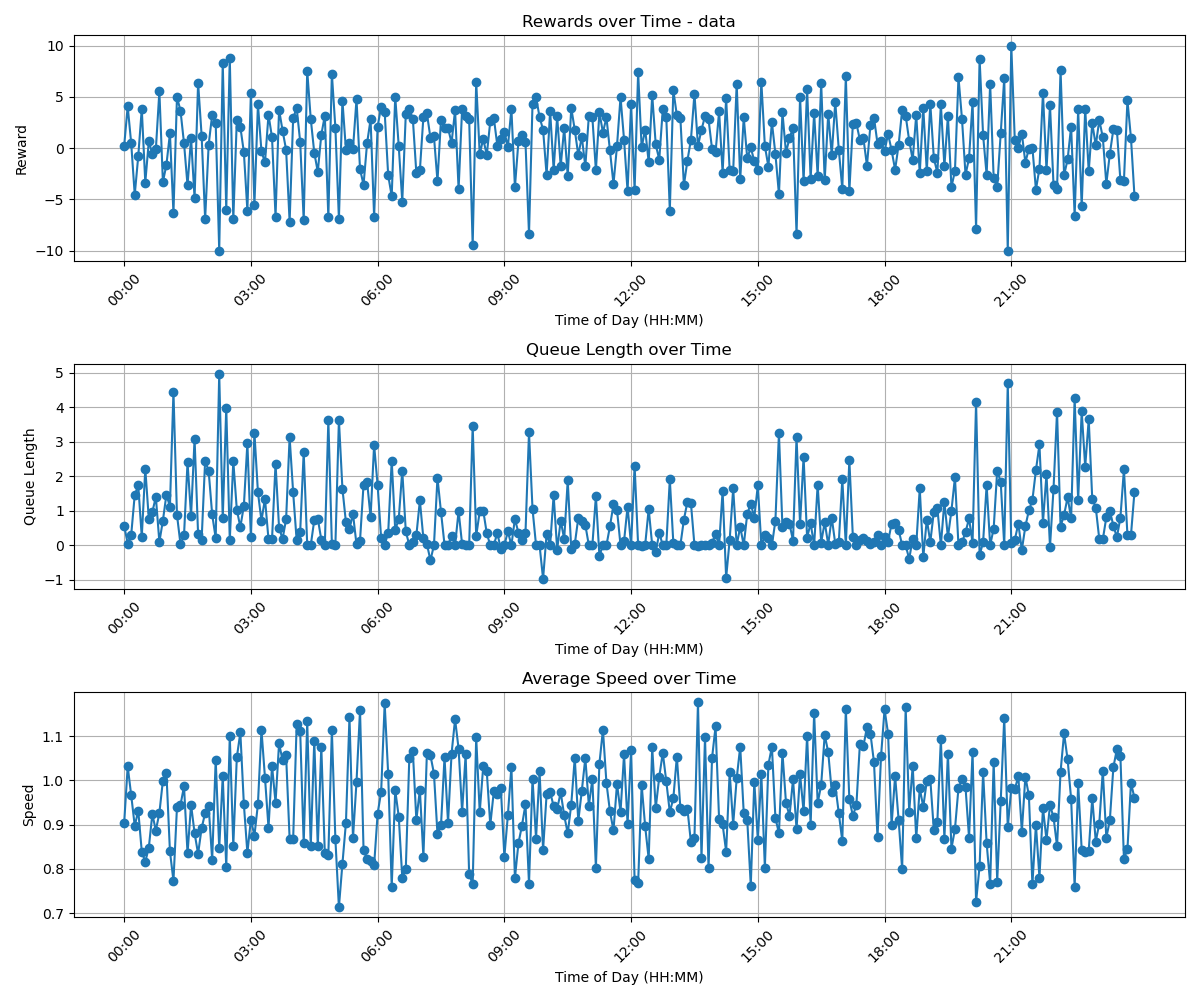 Rewards over Time - data
Reward
10
5
0
−5
−10
00:00 03:00 06:00 09:00 12:00 15:00 18:00 21:00
Time of Day (HH:MM)
Queue Length over Time
Queue Length
5
4
3
2
1
0
−1
00:00 03:00 06:00 09:00 12:00 15:00 18:00 21:00
Time of Day (HH:MM)
Average Speed over Time
Speed
1.1
1.0
0.9
0.8
0.7
00:00 03:00 06:00 09:00 12:00 15:00 18:00 21:00
Time of Day (HH:MM)